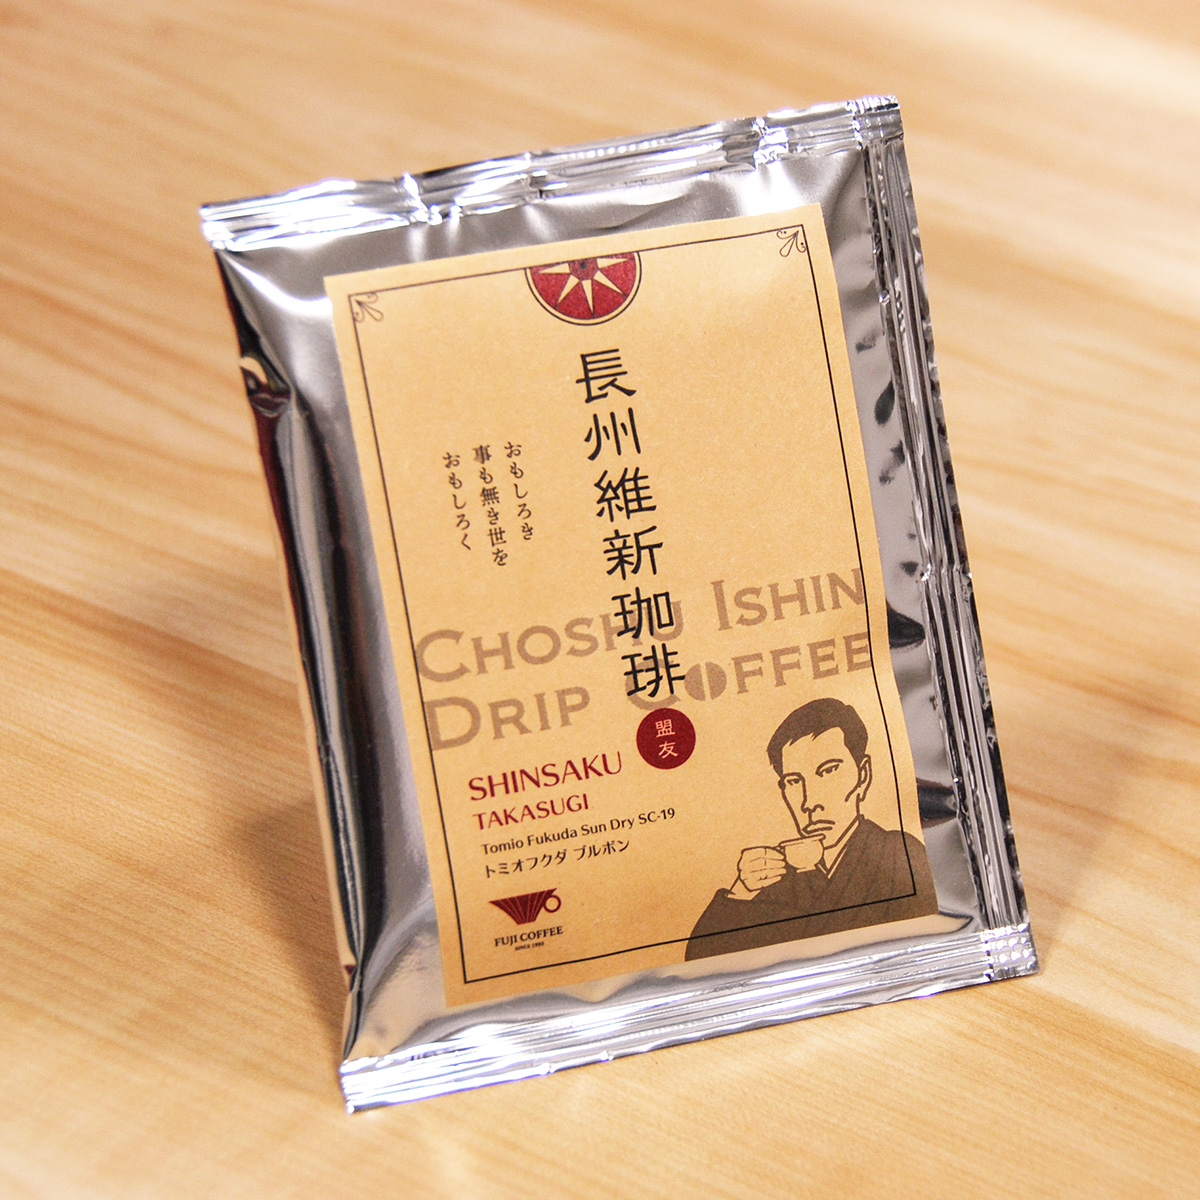 長州維新珈琲
おもしろき
事も無き世を
おもしろく
CHOSHU ISHIN
DRIP COFFEE
盟友
SHINSAKU
TAKASUGI
Tomio Fukuda Sun Dry SC-19
トミオフクダ ブルボン
FUJI COFFEE